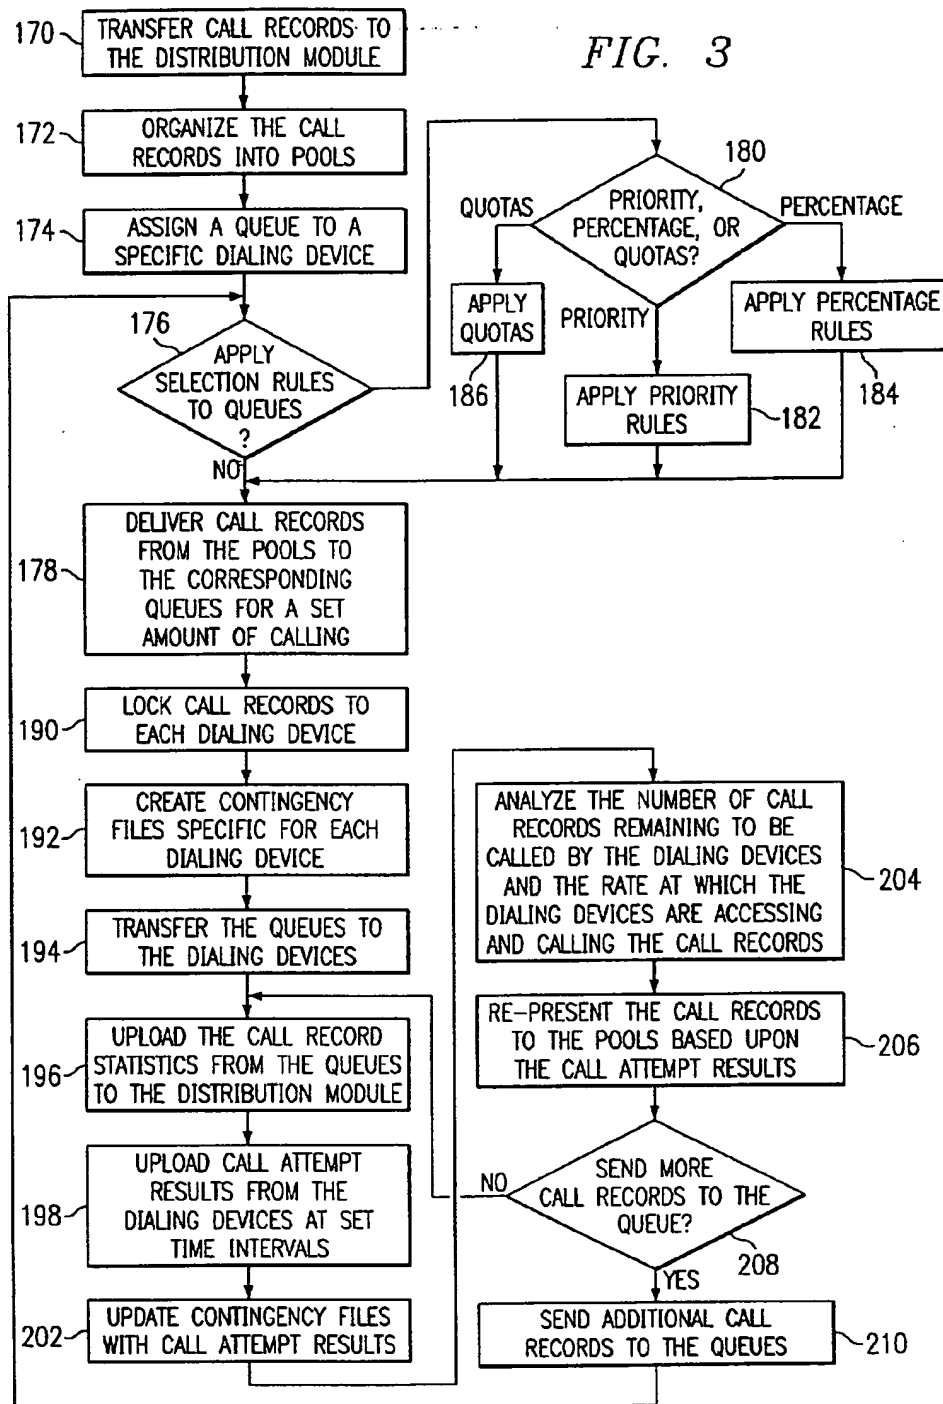 FIG. 3
170
TRANSFER CALL RECORDS TO
THE DISTRIBUTION MODULE
172
ORGANIZE THE CALL
RECORDS INTO POOLS
174
ASSIGN A QUEUE TO A
SPECIFIC DIALING DEVICE
176
APPLY
SELECTION RULES
TO QUEUES
?
NO
180
PRIORITY,
PERCENTAGE, OR
QUOTAS?
QUOTAS
PERCENTAGE
PRIORITY
APPLY
QUOTAS
186
APPLY PRIORITY
RULES
182
APPLY PERCENTAGE
RULES
184
178
DELIVER CALL RECORDS
FROM THE POOLS TO
THE CORRESPONDING
QUEUES FOR A SET
AMOUNT OF CALLING
190
LOCK CALL RECORDS TO
EACH DIALING DEVICE
192
CREATE CONTINGENCY
FILES SPECIFIC FOR EACH
DIALING DEVICE
194
TRANSFER THE QUEUES TO
THE DIALING DEVICES
196
UPLOAD THE CALL RECORD
STATISTICS FROM THE QUEUES
TO THE DISTRIBUTION MODULE
198
UPLOAD CALL ATTEMPT
RESULTS FROM THE
DIALING DEVICES AT SET
TIME INTERVALS
202
UPDATE CONTINGENCY FILES
WITH CALL ATTEMPT RESULTS
ANALYZE THE NUMBER OF CALL
RECORDS REMAINING TO BE
CALLED BY THE DIALING DEVICES
AND THE RATE AT WHICH THE
DIALING DEVICES ARE ACCESSING
AND CALLING THE CALL RECORDS
204
RE-PRESENT THE CALL RECORDS
TO THE POOLS BASED UPON
THE CALL ATTEMPT RESULTS
206
SEND MORE
CALL RECORDS TO THE
QUEUE?
NO
208
YES
SEND ADDITIONAL CALL
RECORDS TO THE QUEUES
210